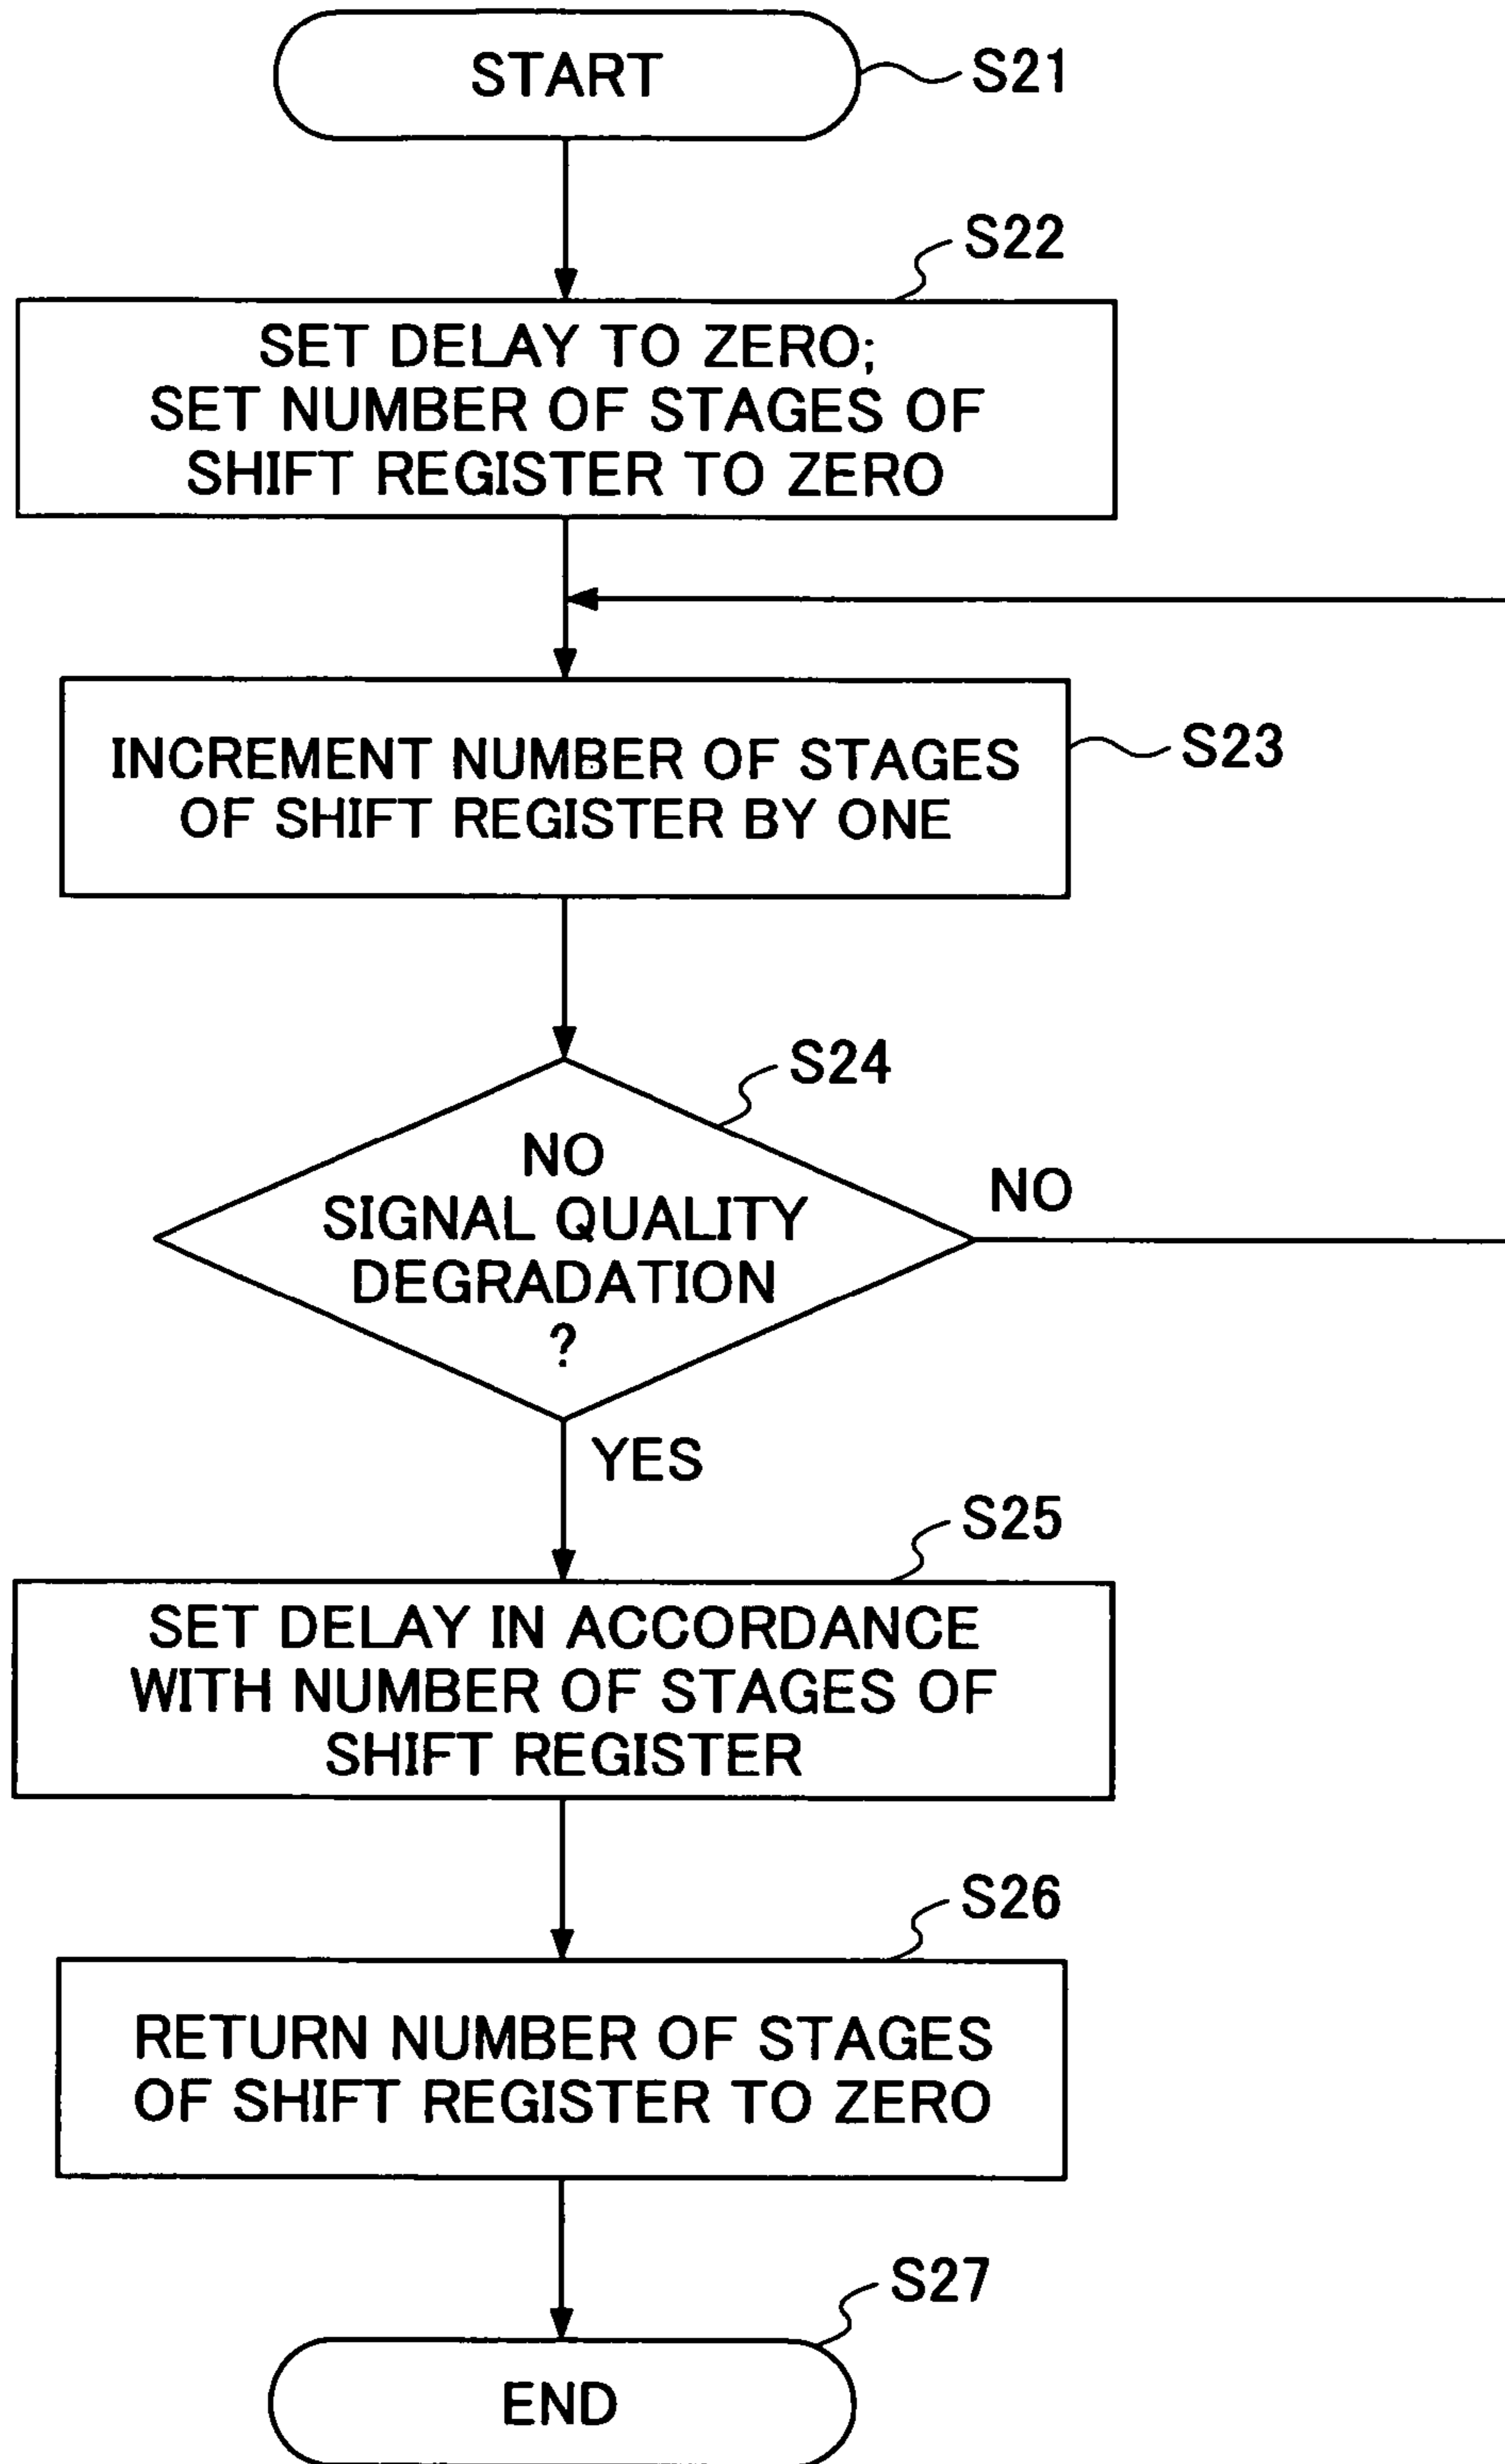 START
S21
S22
SET DELAY TO ZERO;
SET NUMBER OF STAGES OF
SHIFT REGISTER TO ZERO
INCREMENT NUMBER OF STAGES
OF SHIFT REGISTER BY ONE
S23
S24
NO
SIGNAL QUALITY
DEGRADATION
?
NO
YES
S25
SET DELAY IN ACCORDANCE
WITH NUMBER OF STAGES OF
SHIFT REGISTER
S26
RETURN NUMBER OF STAGES
OF SHIFT REGISTER TO ZERO
S27
END